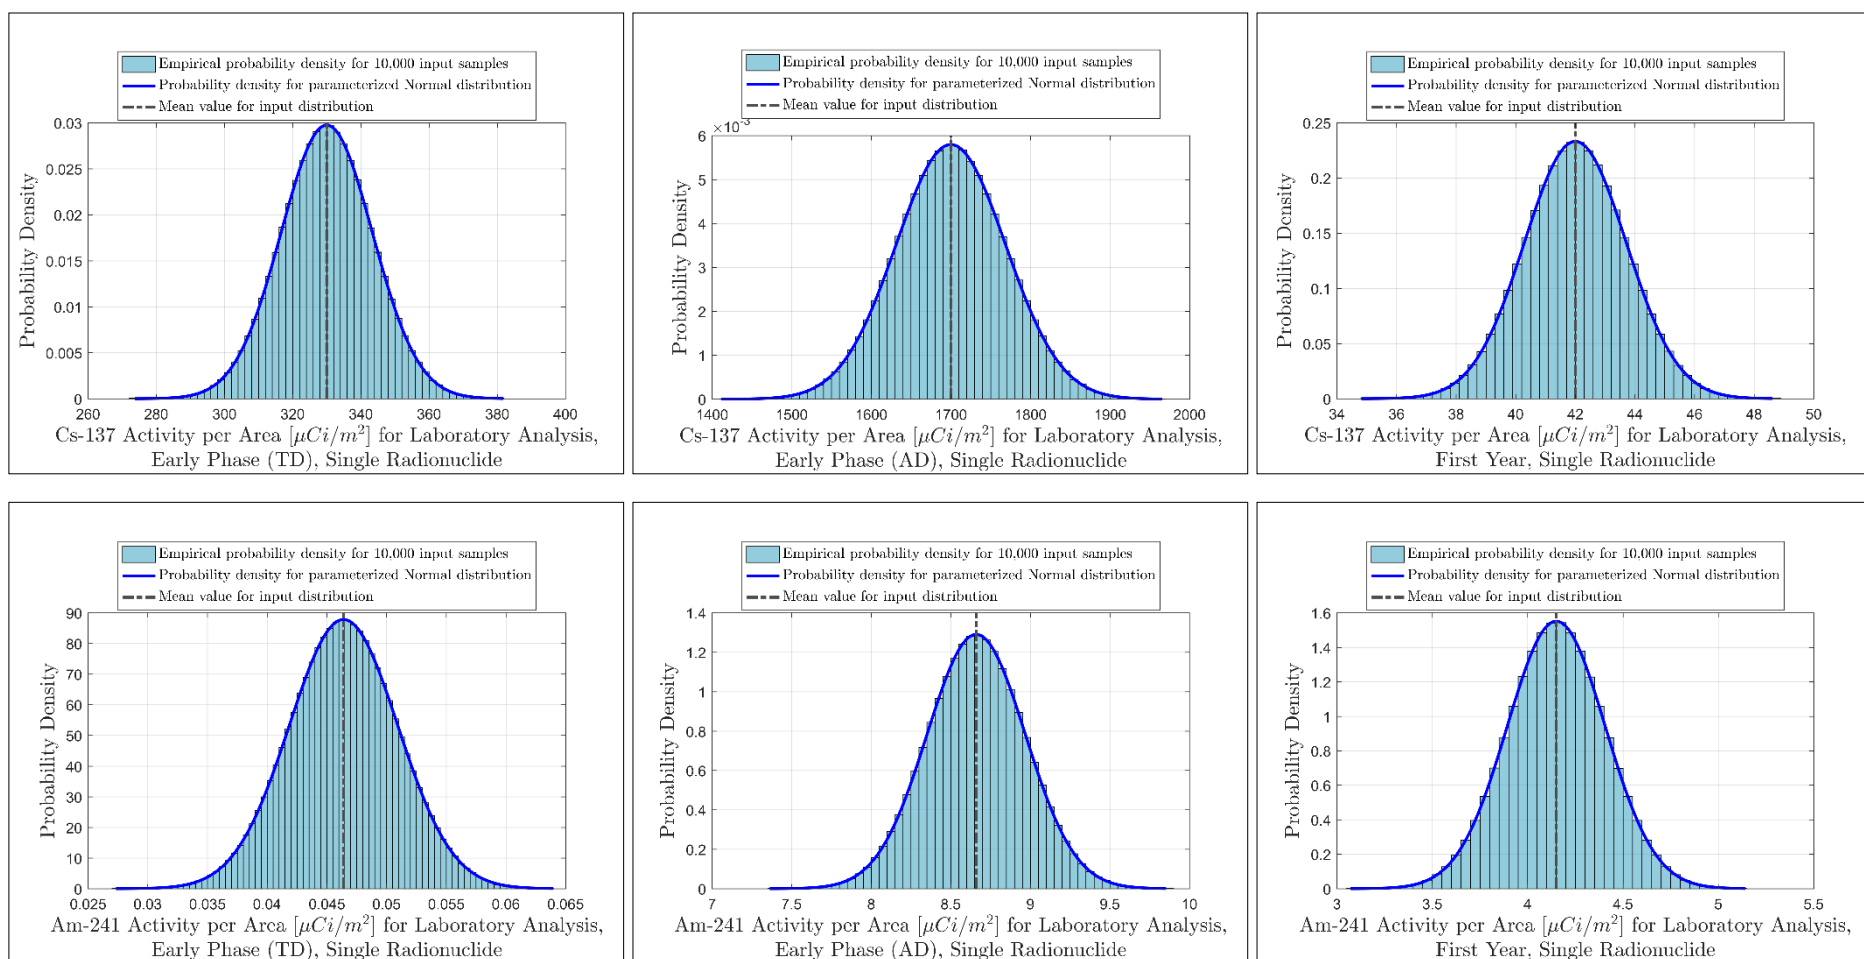 Empirical probability density for 10,000 input samples
Probability density for parameterized Normal distribution
Mean value for input distribution
0.03
0.025
0.02
0.015
0.01
0.005
0
Probability Density
260 280 300 320 340 360 380 400
Cs-137 Activity per Area [μCi/m²] for Laboratory Analysis,
Early Phase (TD), Single Radionuclide
Empirical probability density for 10,000 input samples
Probability density for parameterized Normal distribution
Mean value for input distribution
×10⁻³
6
5
4
3
2
1
0
Probability Density
1400 1500 1600 1700 1800 1900 2000
Cs-137 Activity per Area [μCi/m²] for Laboratory Analysis,
Early Phase (AD), Single Radionuclide
Empirical probability density for 10,000 input samples
Probability density for parameterized Normal distribution
Mean value for input distribution
0.25
0.2
0.15
0.1
0.05
0
Probability Density
34 36 38 40 42 44 46 48 50
Cs-137 Activity per Area [μCi/m²] for Laboratory Analysis,
First Year, Single Radionuclide
Empirical probability density for 10,000 input samples
Probability density for parameterized Normal distribution
Mean value for input distribution
90
80
70
60
50
40
30
20
10
0
Probability Density
0.025 0.03 0.035 0.04 0.045 0.05 0.055 0.06 0.065
Am-241 Activity per Area [μCi/m²] for Laboratory Analysis,
Early Phase (TD), Single Radionuclide
Empirical probability density for 10,000 input samples
Probability density for parameterized Normal distribution
Mean value for input distribution
1.4
1.2
1
0.8
0.6
0.4
0.2
0
Probability Density
7 7.5 8 8.5 9 9.5 10
Am-241 Activity per Area [μCi/m²] for Laboratory Analysis,
Early Phase (AD), Single Radionuclide
Empirical probability density for 10,000 input samples
Probability density for parameterized Normal distribution
Mean value for input distribution
1.6
1.4
1.2
1
0.8
0.6
0.4
0.2
0
Probability Density
3 3.5 4 4.5 5 5.5
Am-241 Activity per Area [μCi/m²] for Laboratory Analysis,
First Year, Single Radionuclide